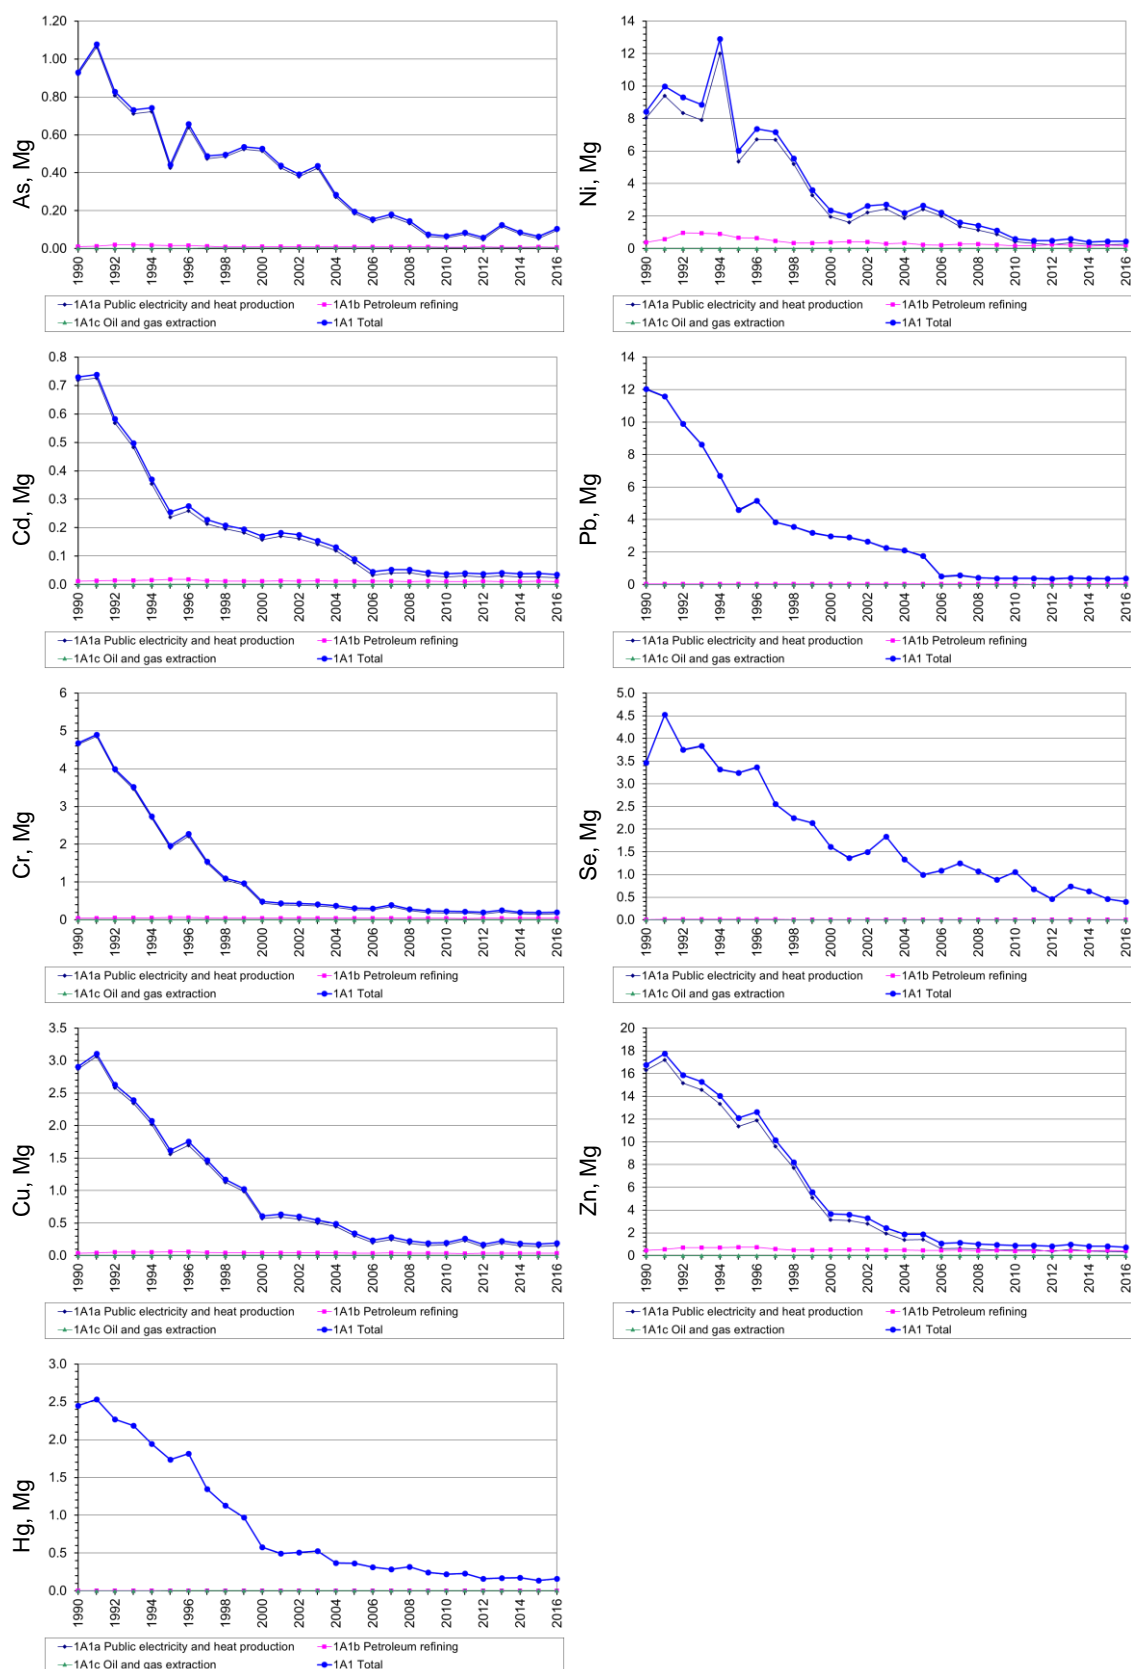 As, Mg
1.20
1.00
0.80
0.60
0.40
0.20
0.00
1990 1992 1994 1996 1998 2000 2002 2004 2006 2008 2010 2012 2014 2016
1A1a Public electricity and heat production 1A1b Petroleum refining
1A1c Oil and gas extraction 1A1 Total
Ni, Mg
14
12
10
8
6
4
2
0
1990 1992 1994 1996 1998 2000 2002 2004 2006 2008 2010 2012 2014 2016
1A1a Public electricity and heat production 1A1b Petroleum refining
1A1c Oil and gas extraction 1A1 Total
Cd, Mg
0.8
0.7
0.6
0.5
0.4
0.3
0.2
0.1
0.0
1990 1992 1994 1996 1998 2000 2002 2004 2006 2008 2010 2012 2014 2016
1A1a Public electricity and heat production 1A1b Petroleum refining
1A1c Oil and gas extraction 1A1 Total
Pb, Mg
14
12
10
8
6
4
2
0
1990 1992 1994 1996 1998 2000 2002 2004 2006 2008 2010 2012 2014 2016
1A1a Public electricity and heat production 1A1b Petroleum refining
1A1c Oil and gas extraction 1A1 Total
Cr, Mg
6
5
4
3
2
1
0
1990 1992 1994 1996 1998 2000 2002 2004 2006 2008 2010 2012 2014 2016
1A1a Public electricity and heat production 1A1b Petroleum refining
1A1c Oil and gas extraction 1A1 Total
Se, Mg
5.0
4.5
4.0
3.5
3.0
2.5
2.0
1.5
1.0
0.5
0.0
1990 1992 1994 1996 1998 2000 2002 2004 2006 2008 2010 2012 2014 2016
1A1a Public electricity and heat production 1A1b Petroleum refining
1A1c Oil and gas extraction 1A1 Total
Cu, Mg
3.5
3.0
2.5
2.0
1.5
1.0
0.5
0.0
1990 1992 1994 1996 1998 2000 2002 2004 2006 2008 2010 2012 2014 2016
1A1a Public electricity and heat production 1A1b Petroleum refining
1A1c Oil and gas extraction 1A1 Total
Zn, Mg
20
18
16
14
12
10
8
6
4
2
0
1990 1992 1994 1996 1998 2000 2002 2004 2006 2008 2010 2012 2014 2016
1A1a Public electricity and heat production 1A1b Petroleum refining
1A1c Oil and gas extraction 1A1 Total
Hg, Mg
3.0
2.5
2.0
1.5
1.0
0.5
0.0
1990 1992 1994 1996 1998 2000 2002 2004 2006 2008 2010 2012 2014 2016
1A1a Public electricity and heat production 1A1b Petroleum refining
1A1c Oil and gas extraction 1A1 Total